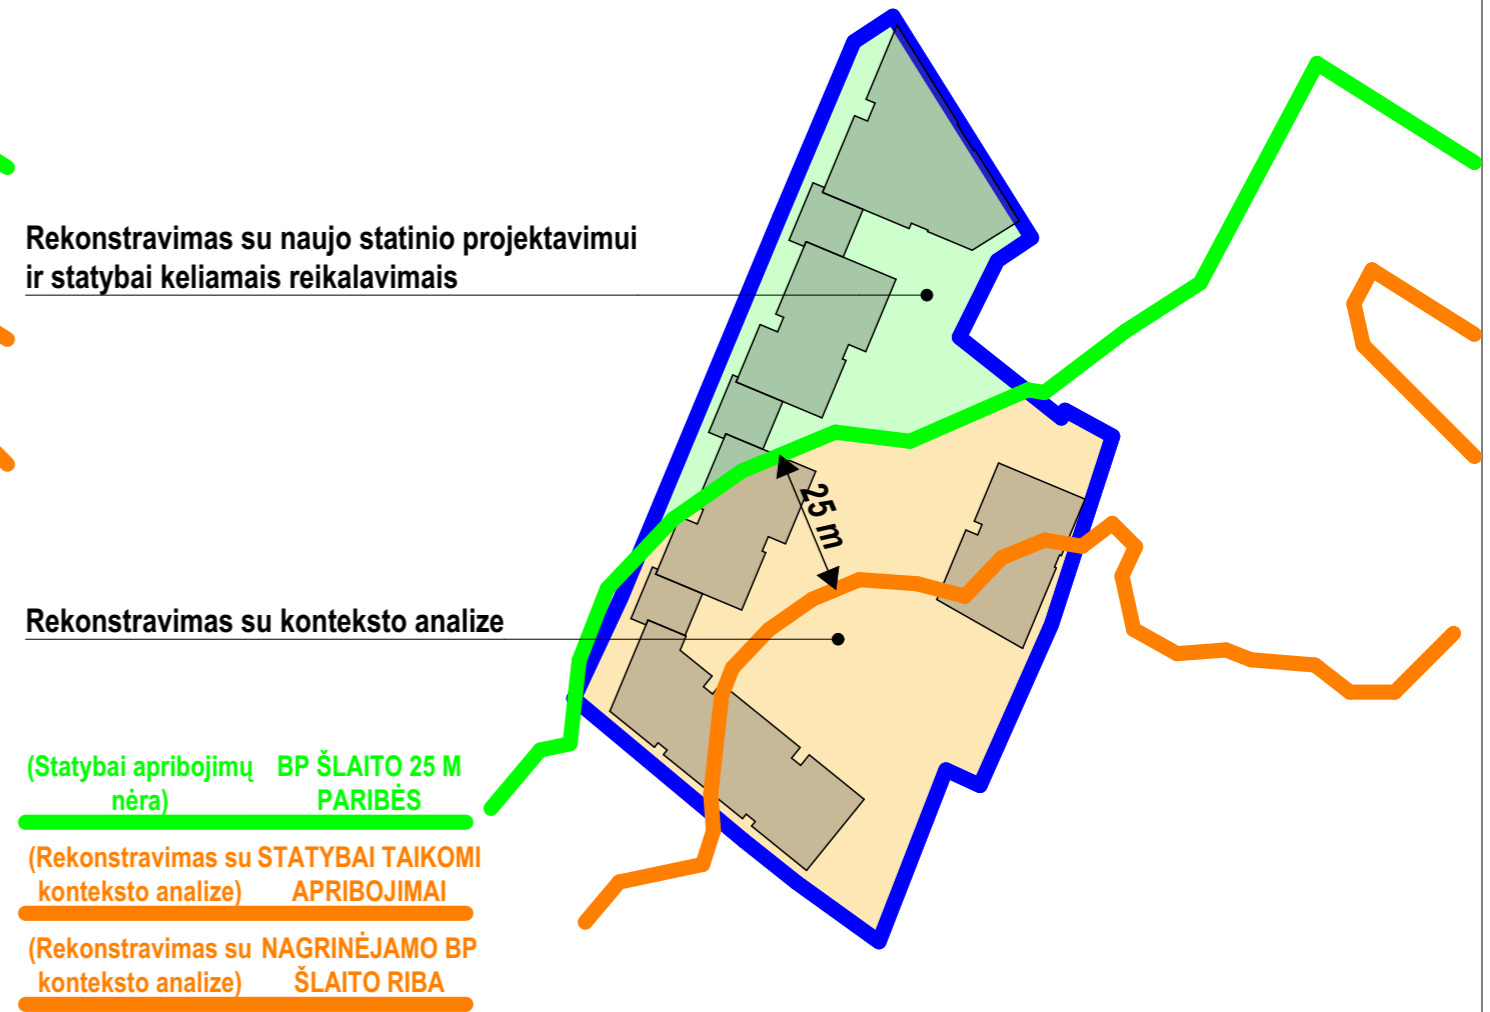 Rekonstravimas su naujo statinio projektavimui
ir statybai keliamais reikalavimais
25 m
Rekonstravimas su konteksto analize
(Statybai apribojimų nėra)
BP ŠLAITO 25 M PARIBĖS
(Rekonstravimas su konteksto analize)
STATYBAI TAIKOMI APRIBOJIMAI
(Rekonstravimas su konteksto analize)
NAGRINĖJAMO BP ŠLAITO RIBA